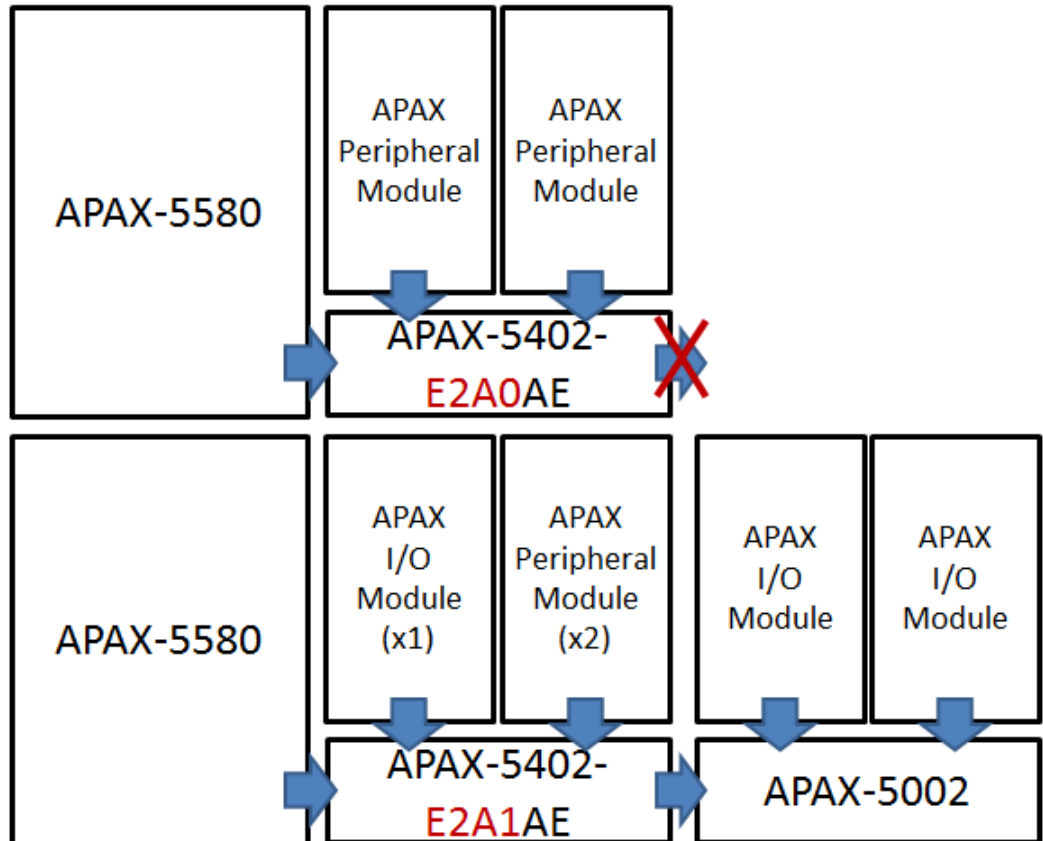 APAX-5580
APAX
Peripheral
Module
APAX
Peripheral
Module
APAX-5402-
E2A0AE
APAX-5580
APAX
I/O
Module
(x1)
APAX
Peripheral
Module
(x2)
APAX
I/O
Module
APAX
I/O
Module
APAX-5402-
E2A1AE
APAX-5002